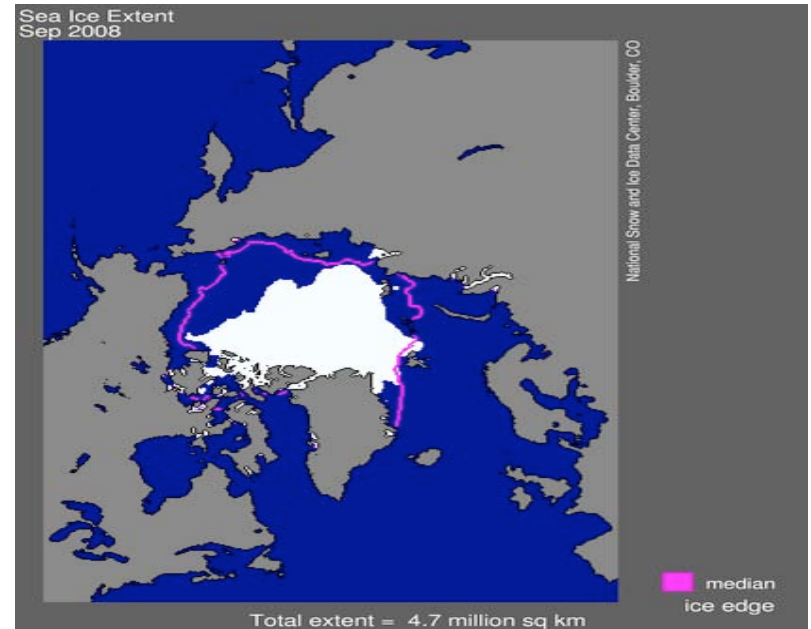 Sea Ice Extent
Sep 2008
National Snow and Ice Data Center, Boulder, CO
median
ice edge
Total extent = 4.7 million sq km